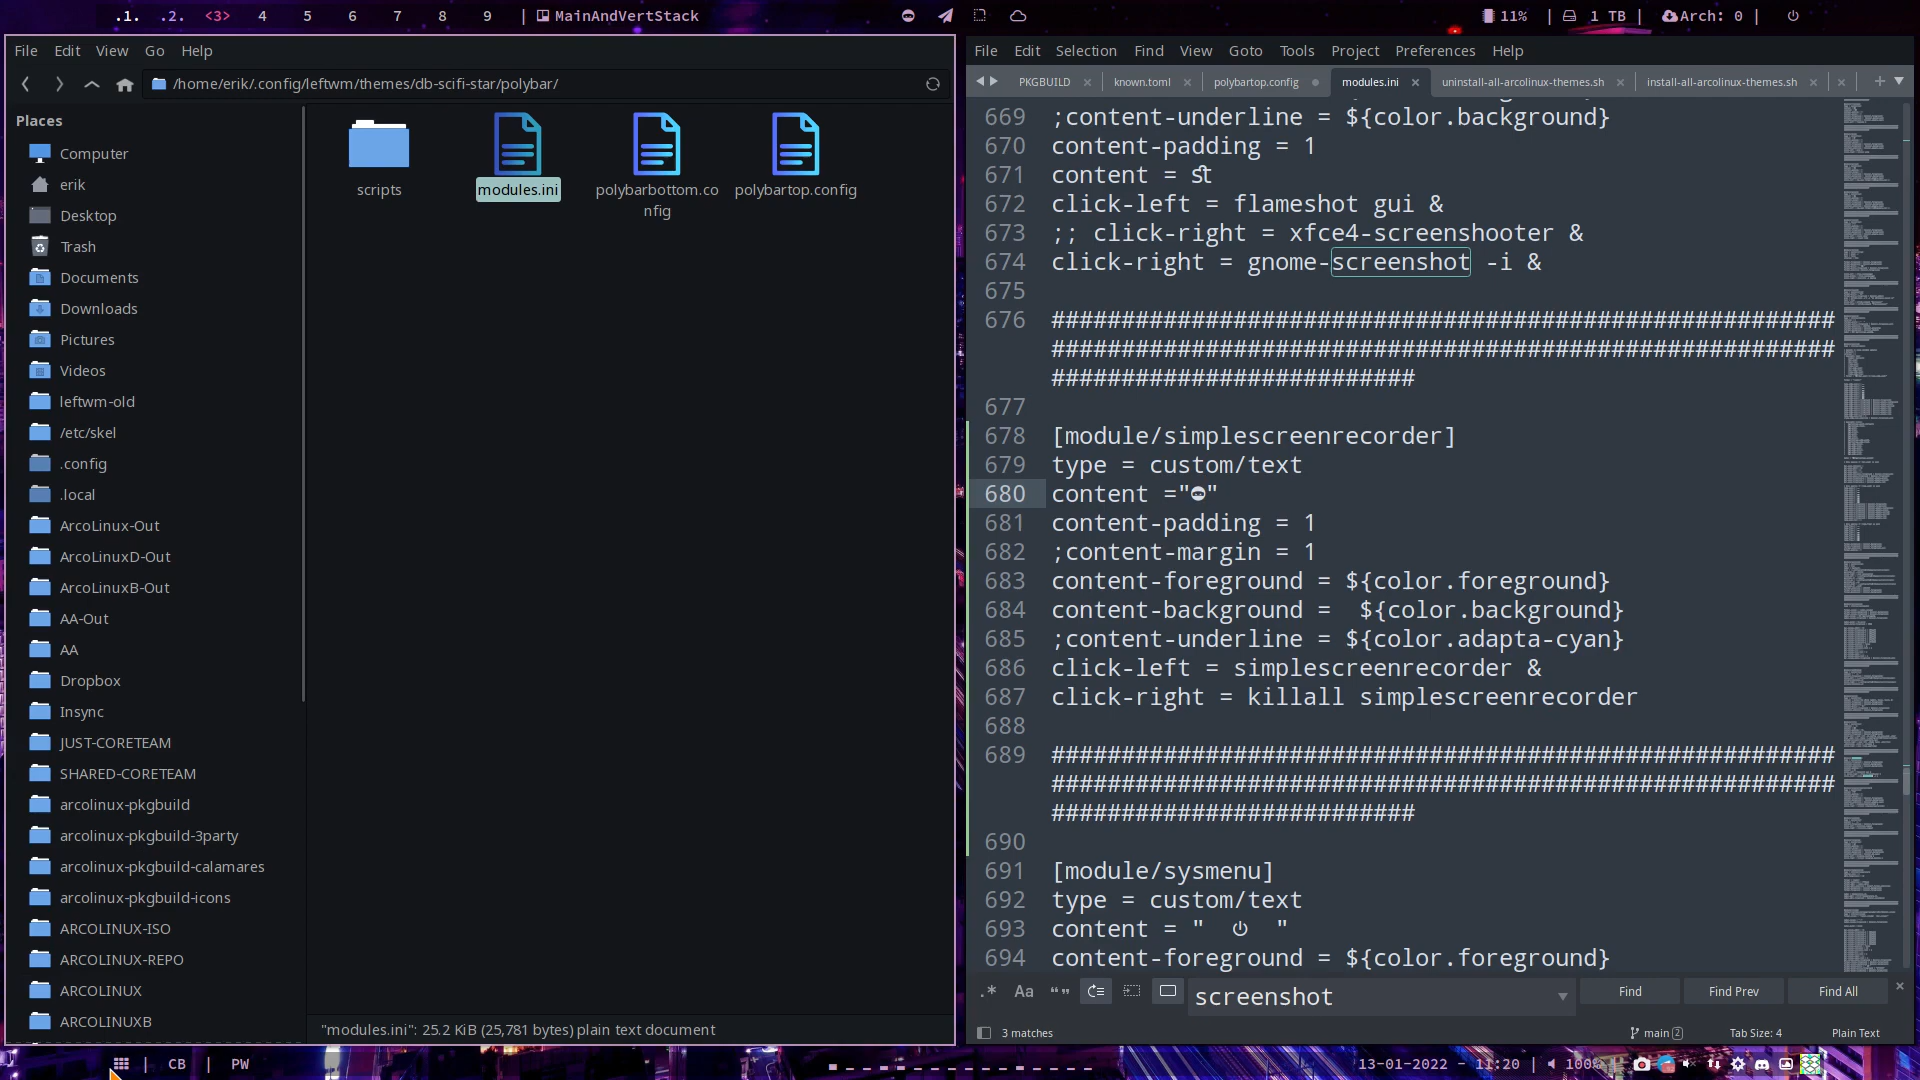 .1. .2. <3> 4 5 6 7 8 9 | MainAndVertStack
11% | 1 TB | Arch: 0 |
File Edit View Go Help
/home/erik/.config/leftwm/themes/db-scifi-star/polybar/
Places
Computer
erik
Desktop
Trash
Documents
Downloads
Pictures
Videos
leftwm-old
/etc/skel
.config
.local
ArcoLinux-Out
ArcoLinuxD-Out
ArcoLinuxB-Out
AA-Out
AA
Dropbox
Insync
JUST-CORETEAM
SHARED-CORETEAM
arcolinux-pkgbuild
arcolinux-pkgbuild-3party
arcolinux-pkgbuild-calamares
arcolinux-pkgbuild-icons
ARCOLINUX-ISO
ARCOLINUX-REPO
ARCOLINUX
ARCOLINUXB
scripts
modules.ini
polybarbottom.co
nfig
polybartop.config
"modules.ini": 25.2 KiB (25,781 bytes) plain text document
File Edit Selection Find View Goto Tools Project Preferences Help
PKGBUILD known.toml polybartop.config modules.ini uninstall-all-arcolinux-themes.sh install-all-arcolinux-themes.sh
669 ;content-underline = ${color.background}
670 content-padding = 1
671 content = 
672 click-left = flameshot gui &
673 ;; click-right = xfce4-screenshooter &
674 click-right = gnome-screenshot -i &
675
676 ########################################################
########################################################
##########################
677
678 [module/simplescreenrecorder]
679 type = custom/text
680 content =""
681 content-padding = 1
682 ;content-margin = 1
683 content-foreground = ${color.foreground}
684 content-background =  ${color.background}
685 ;content-underline = ${color.adapta-cyan}
686 click-left = simplescreenrecorder &
687 click-right = killall simplescreenrecorder
688
689 ########################################################
########################################################
##########################
690
691 [module/sysmenu]
692 type = custom/text
693 content = " ⏻ "
694 content-foreground = ${color.foreground}
.* Aa “” screenshot Find Find Prev Find All
3 matches main 2 Tab Size: 4 Plain Text
| CB | PW
13-01-2022 - 11:20 | 100%